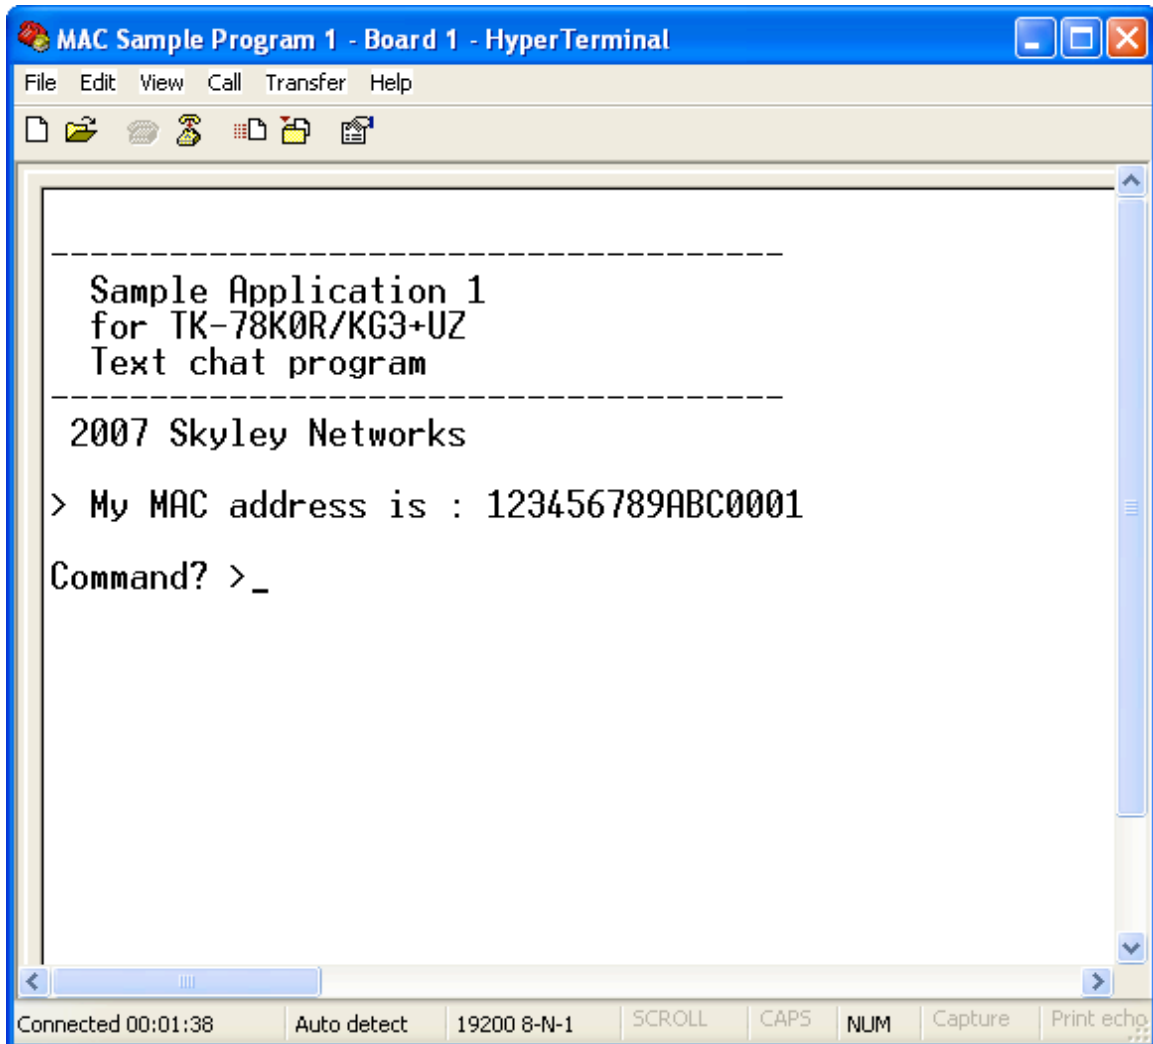 MAC Sample Program 1 - Board 1 - HyperTerminal
File Edit View Call Transfer Help
-------------------------------------
Sample Application 1
for TK-78K0R/KG3+UZ
Text chat program
-------------------------------------
2007 Skyley Networks
> My MAC address is : 123456789ABC0001
Command? >_
Connected 00:01:38 Auto detect 19200 8-N-1 SCROLL CAPS NUM Capture Print echo